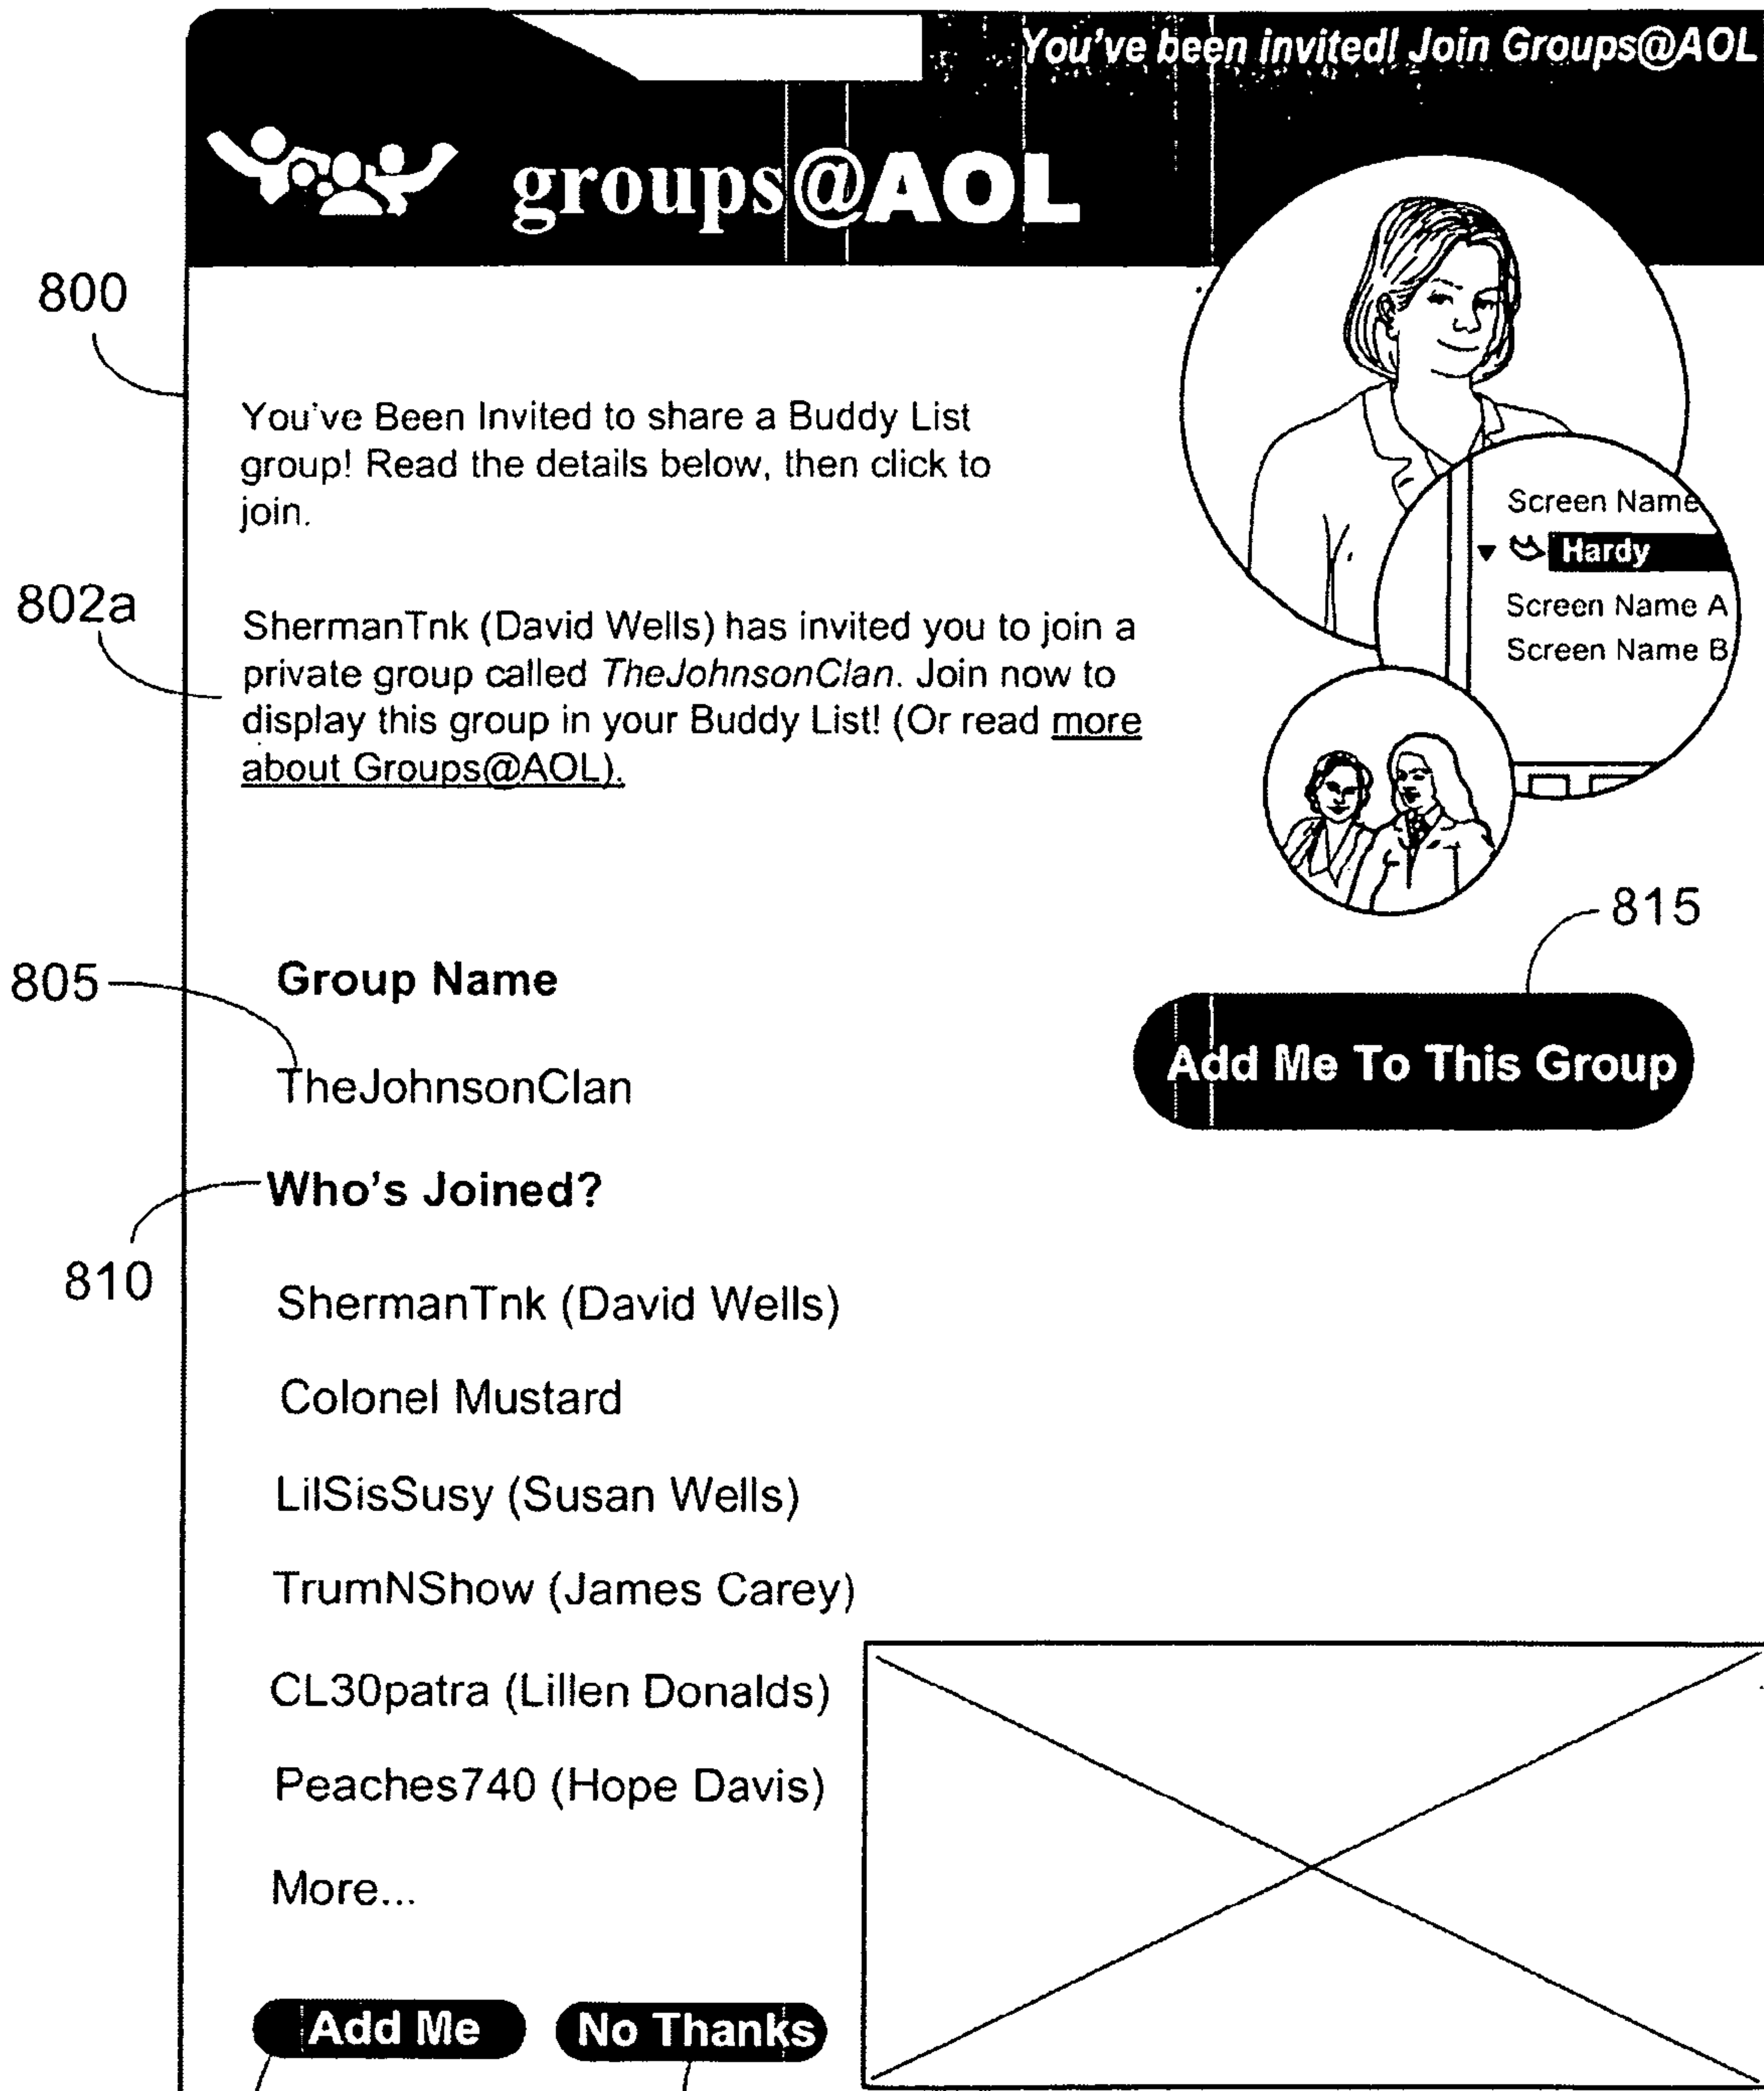 You've been invited! Join Groups@AOL
groups@AOL
800
You've Been Invited to share a Buddy List
group! Read the details below, then click to
join.
Screen Name
Hardy
Screen Name A
Screen Name B
802a
ShermanTnk (David Wells) has invited you to join a
private group called TheJohnsonClan. Join now to
display this group in your Buddy List! (Or read more
about Groups@AOL).
815
805
Group Name
Add Me To This Group
TheJohnsonClan
Who's Joined?
810
ShermanTnk (David Wells)
Colonel Mustard
LilSisSusy (Susan Wells)
TrumNShow (James Carey)
CL30patra (Lillen Donalds)
Peaches740 (Hope Davis)
More...
Add Me
No Thanks